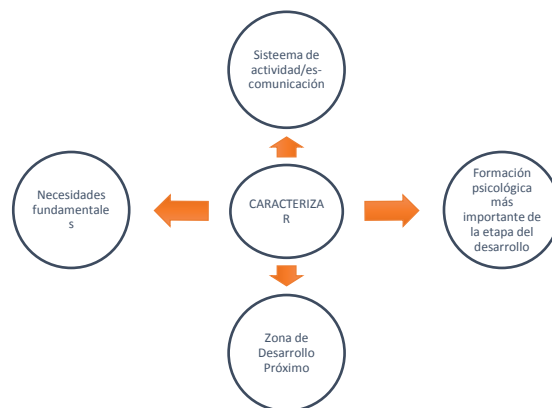 Sisteema de
actividad/es-
comunicación
Necesidades
fundamentale
s
CARACTERIZA
R
Formación
psicológica
más
importante de
la etapa del
desarrollo
Zona de
Desarrollo
Próximo